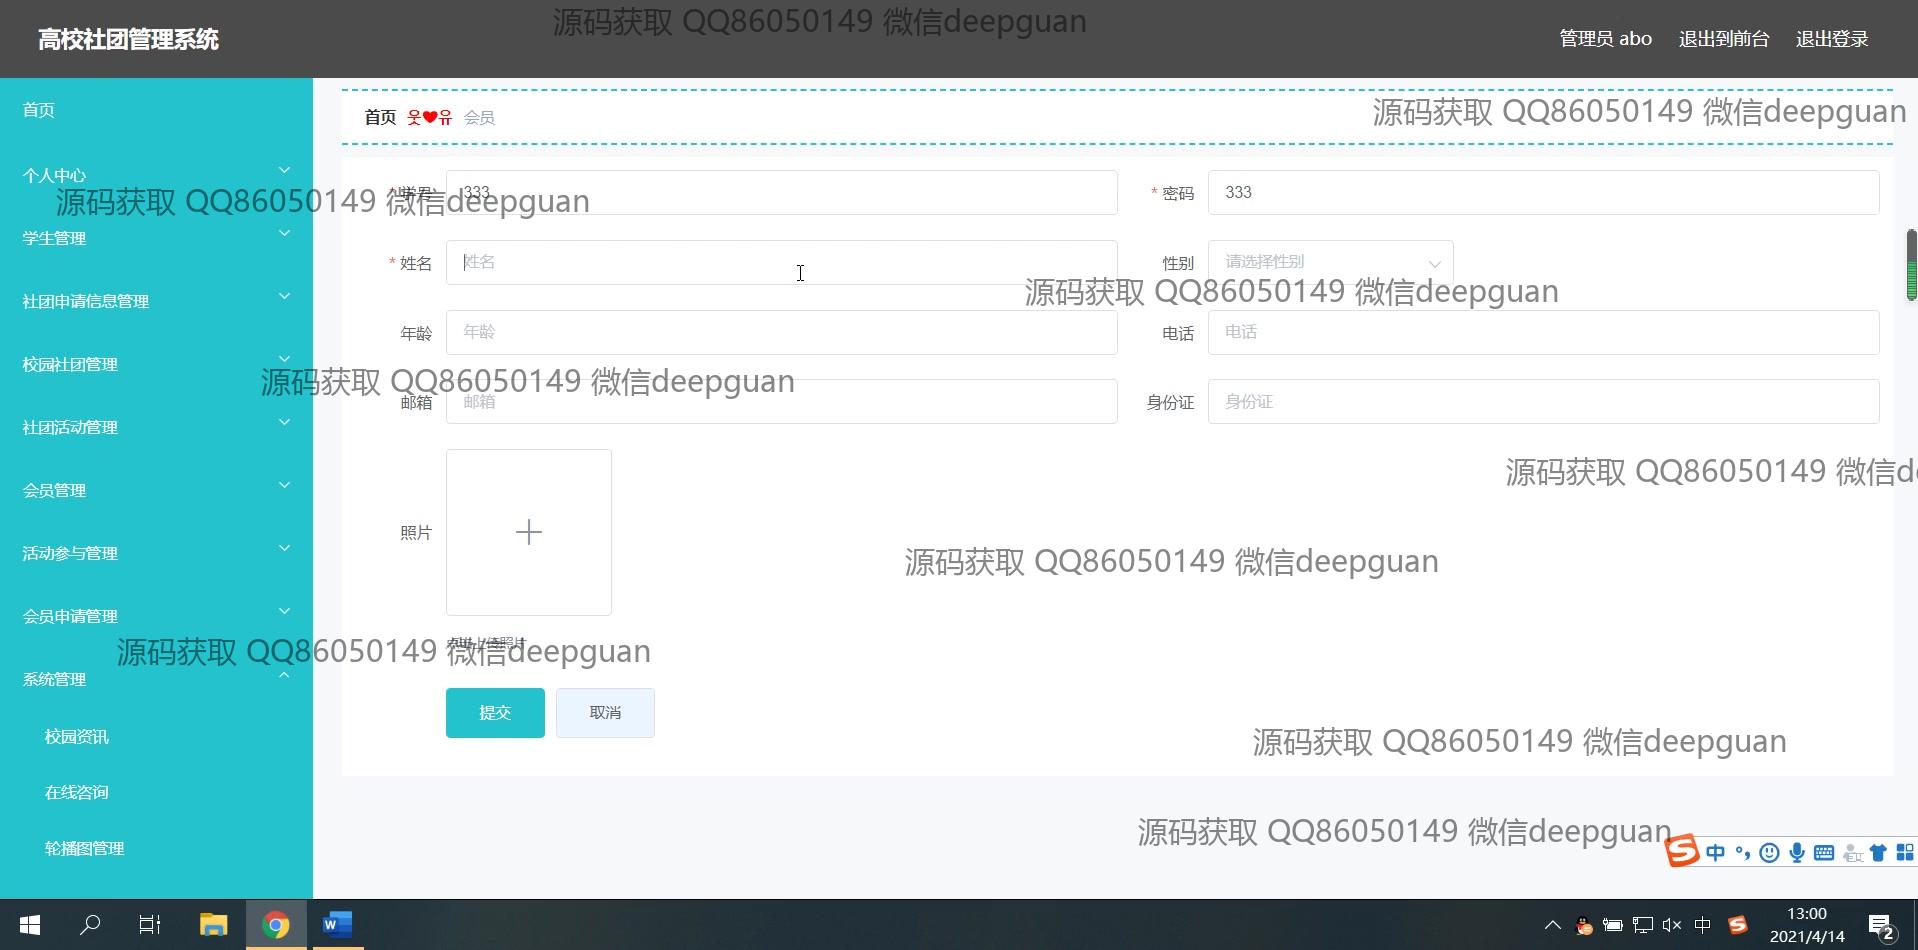 高校社团管理系统
源码获取 QQ86050149 微信deepguan
管理员 abo 退出到前台 退出登录
首页
个人中心
学生管理
社团申请信息管理
校园社团管理
社团活动管理
会员管理
活动参与管理
会员申请管理
系统管理
校园资讯
在线咨询
轮播图管理
首页 웃❤유 会员
源码获取 QQ86050149 微信deepguan
* 学号 333
* 密码 333
源码获取 QQ86050149 微信deepguan
* 姓名 姓名
性别 请选择性别
源码获取 QQ86050149 微信deepguan
年龄 年龄
电话 电话
源码获取 QQ86050149 微信deepguan
邮箱 邮箱
身份证 身份证
源码获取 QQ86050149 微信de
照片
源码获取 QQ86050149 微信deepguan
点击上传照片
源码获取 QQ86050149 微信deepguan
提交 取消
源码获取 QQ86050149 微信deepguan
源码获取 QQ86050149 微信deepguan
中
中
13:00
2021/4/14
2